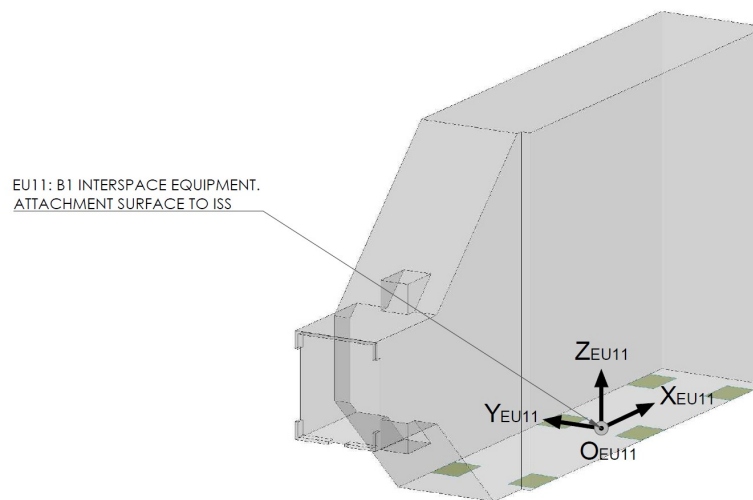 EU11: B1 INTERSPACE EQUIPMENT.
ATTACHMENT SURFACE TO ISS
ZEU11
XEU11
YEU11
OEU11